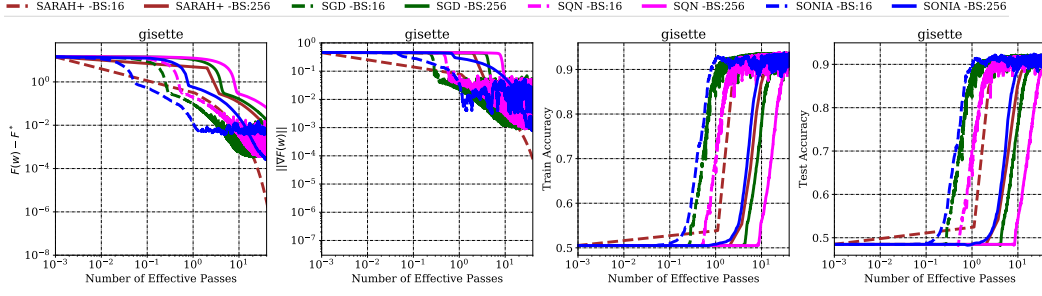 SARAH+ -BS:16 SARAH+ -BS:256 SGD -BS:16 SGD -BS:256 SQN -BS:16 SQN -BS:256 SONIA -BS:16 SONIA -BS:256
gisette
F(w) − F*
10^0
10^−2
10^−4
10^−6
10^−8
10^−3 10^−2 10^−1 10^0 10^1
Number of Effective Passes
gisette
||∇F(w)||
10^1
10^0
10^−1
10^−2
10^−3
10^−4
10^−5
10^−6
10^−7
10^−3 10^−2 10^−1 10^0 10^1
Number of Effective Passes
gisette
Train Accuracy
0.9
0.8
0.7
0.6
0.5
10^−3 10^−2 10^−1 10^0 10^1
Number of Effective Passes
gisette
Test Accuracy
0.9
0.8
0.7
0.6
0.5
10^−3 10^−2 10^−1 10^0 10^1
Number of Effective Passes